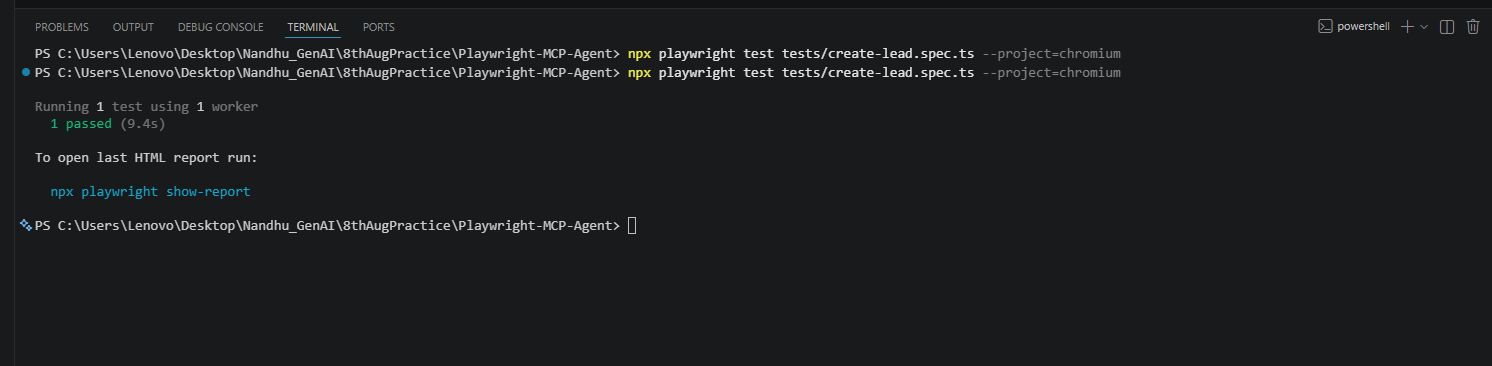 PROBLEMS OUTPUT DEBUG CONSOLE TERMINAL PORTS powershell
PS C:\Users\Lenovo\Desktop\Nandhu_GenAI\8thAugPractice\Playwright-MCP-Agent> npx playwright test tests/create-lead.spec.ts --project=chromium
PS C:\Users\Lenovo\Desktop\Nandhu_GenAI\8thAugPractice\Playwright-MCP-Agent> npx playwright test tests/create-lead.spec.ts --project=chromium
Running 1 test using 1 worker
1 passed (9.4s)
To open last HTML report run:
npx playwright show-report
PS C:\Users\Lenovo\Desktop\Nandhu_GenAI\8thAugPractice\Playwright-MCP-Agent>